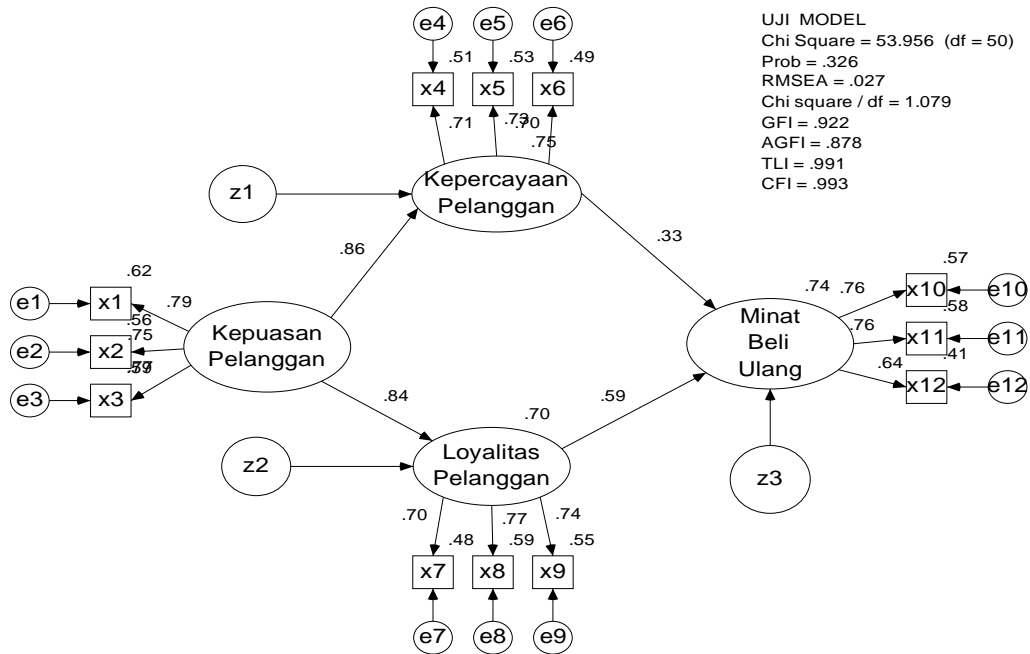 e4
e5
e6
UJI MODEL
Chi Square = 53.956 (df = 50)
Prob = .326
RMSEA = .027
Chi square / df = 1.079
GFI = .922
AGFI = .878
TLI = .991
CFI = .993
.51
.53
.49
x4
x5
x6
.71
.73
.70
.75
z1
Kepercayaan
Pelanggan
.86
.33
.62
e1
x1
.79
.56
e2
x2
.75
e3
x3
.77
Kepuasan
Pelanggan
.74
.76
.57
x10
e10
.58
Minat
Beli
Ulang
.76
x11
e11
.41
.64
x12
e12
.84
.59
.70
z2
Loyalitas
Pelanggan
z3
.70
.77
.74
.48
.59
.55
x7
x8
x9
e7
e8
e9